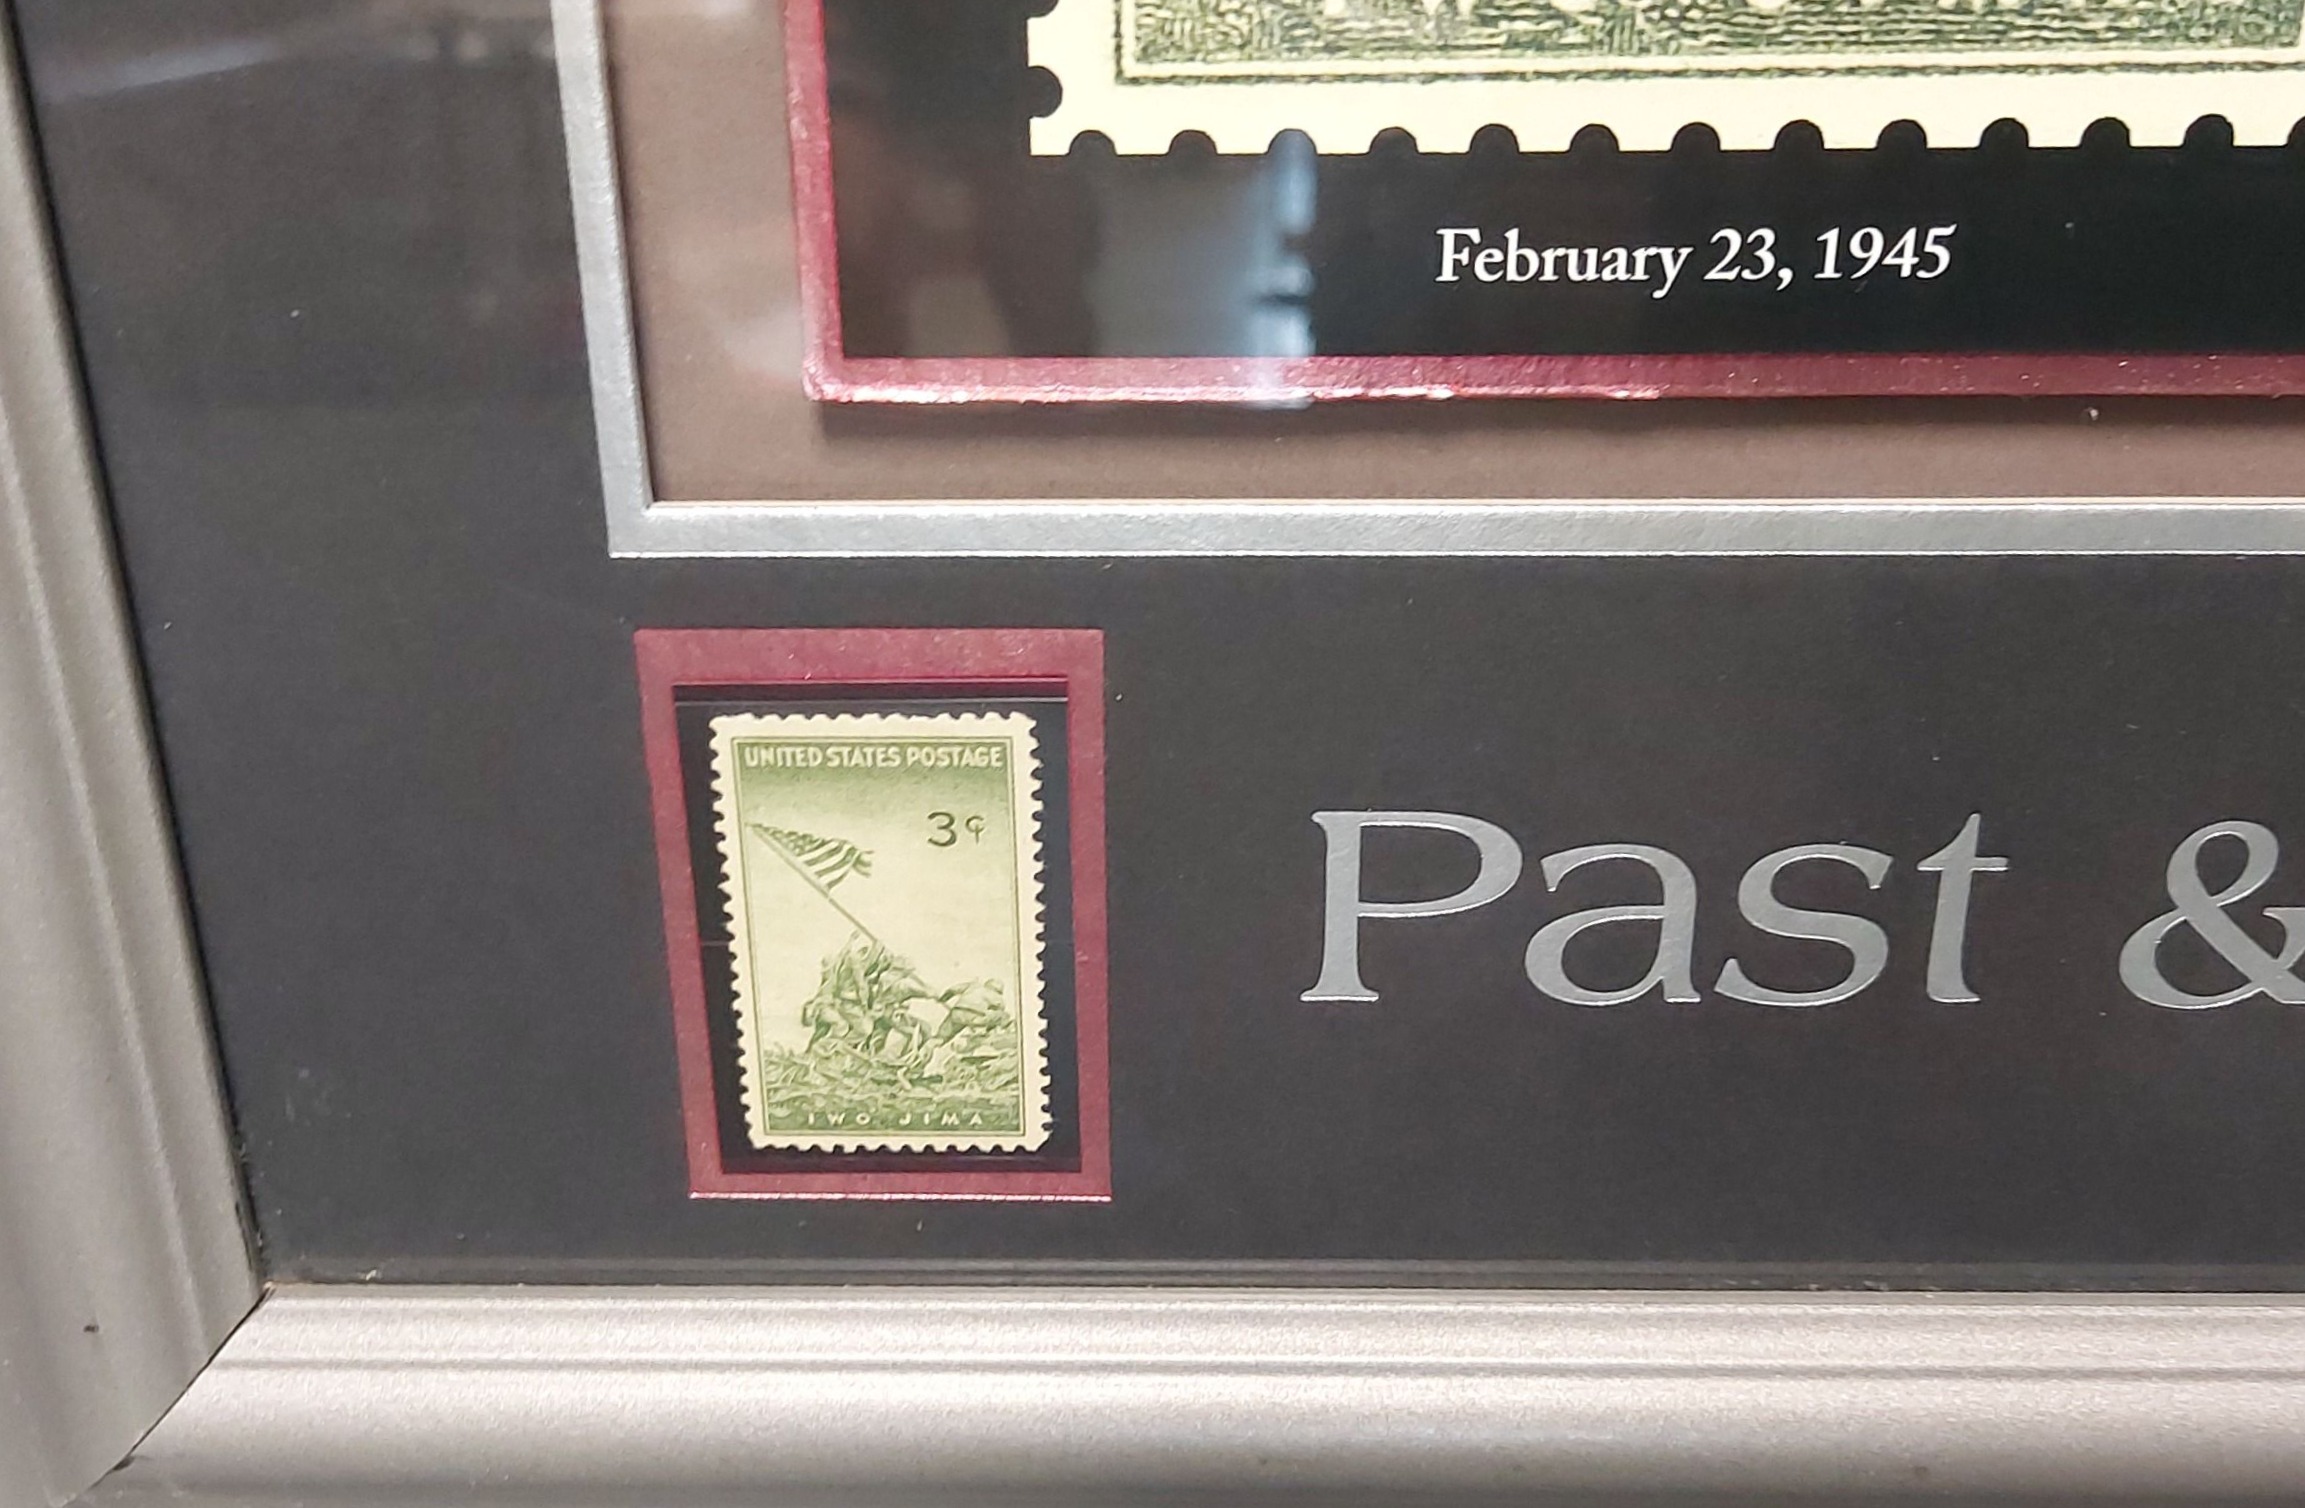 February 23, 1945
UNITED STATES POSTAGE
3¢
IWO JIMA
Past &